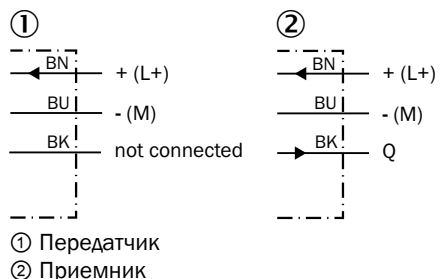 ① ②
BN + (L+) BN + (L+)
BU - (M) BU - (M)
BK not connected BK Q
① Передатчик
② Приемник